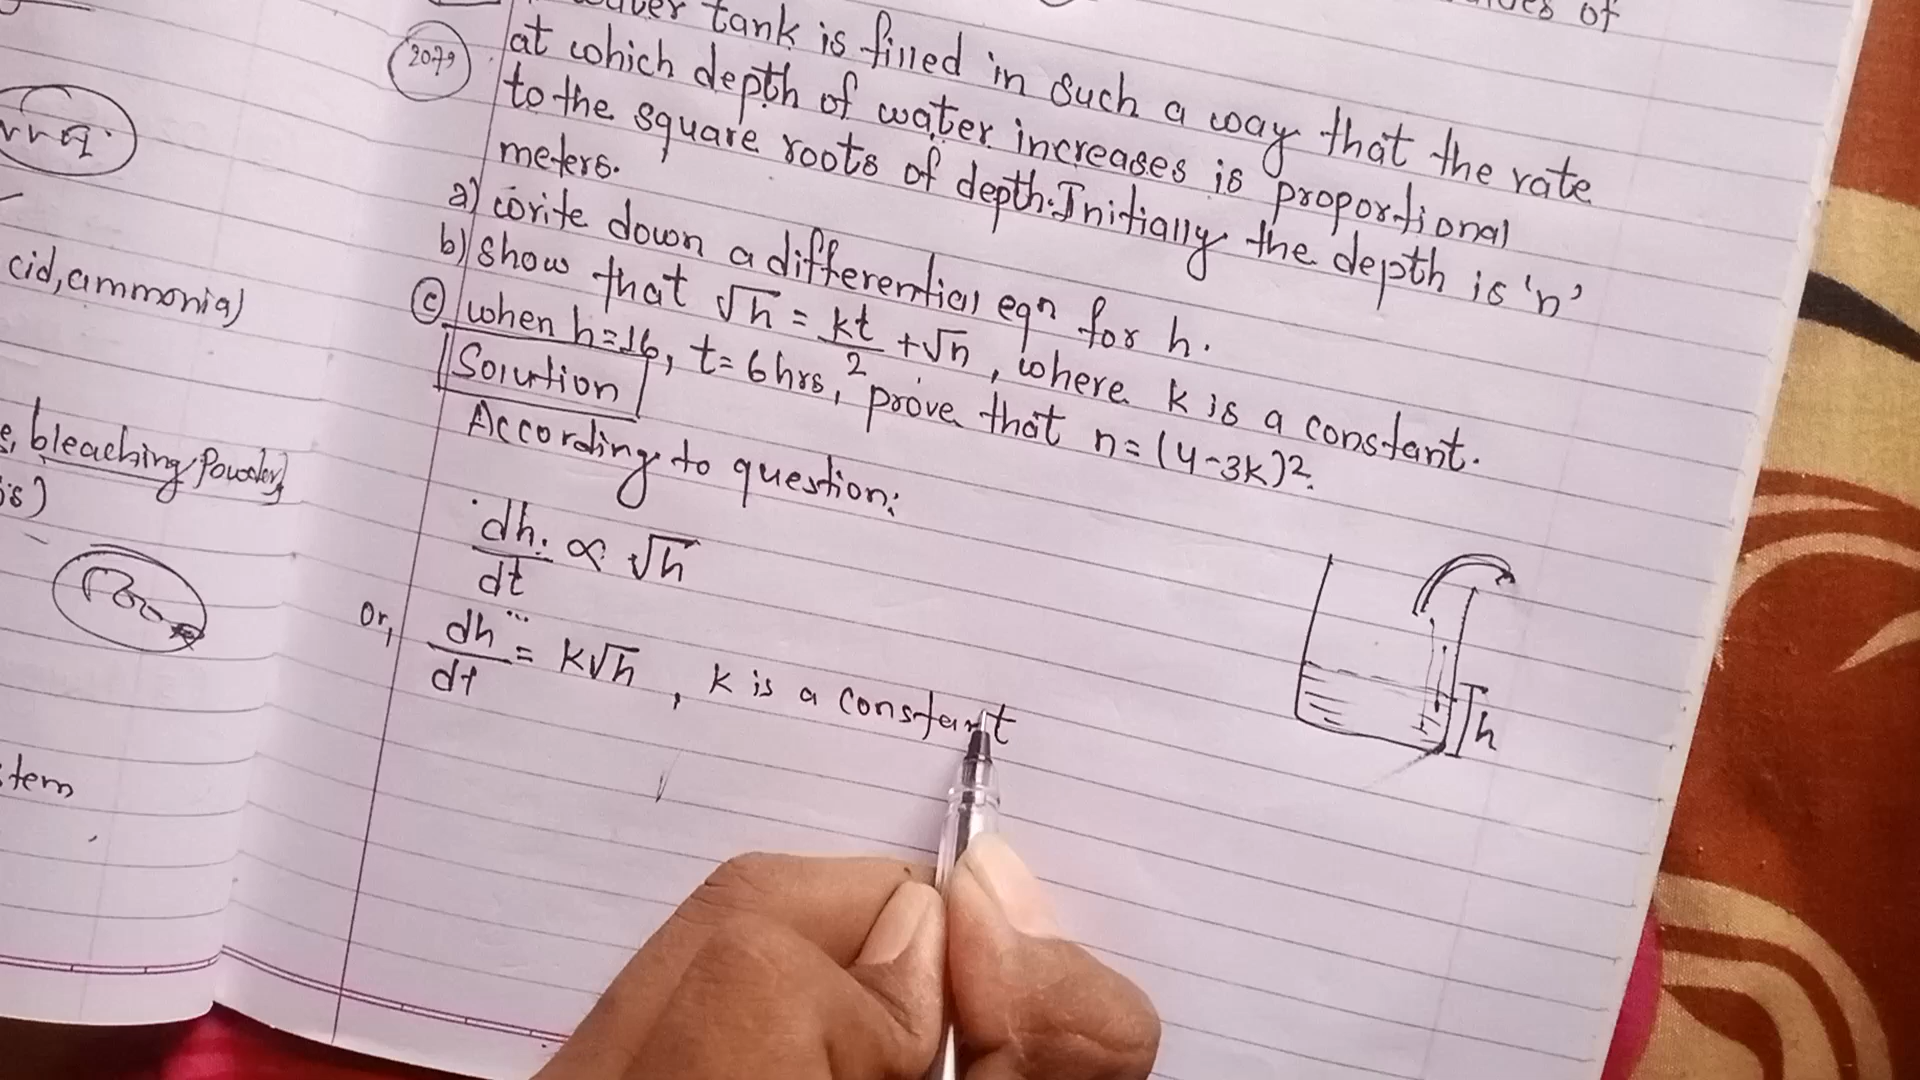 water tank is filled in such a way that the rate
at which depth of water increases is proportional
to the square roots of depth. Initially the depth is 'n'
meters.
a) write down a differential eqn for h.
b) show that √h = kt/2 + √n, where k is a constant.
c) when h=16, t=6hrs, prove that n=(4-3k)².
Solution
According to question:
dh/dt ∝ √h
or, dh/dt = k√h, k is a constant
h
2079
cid, ammonia)
e, bleaching Powder,
s)
tem